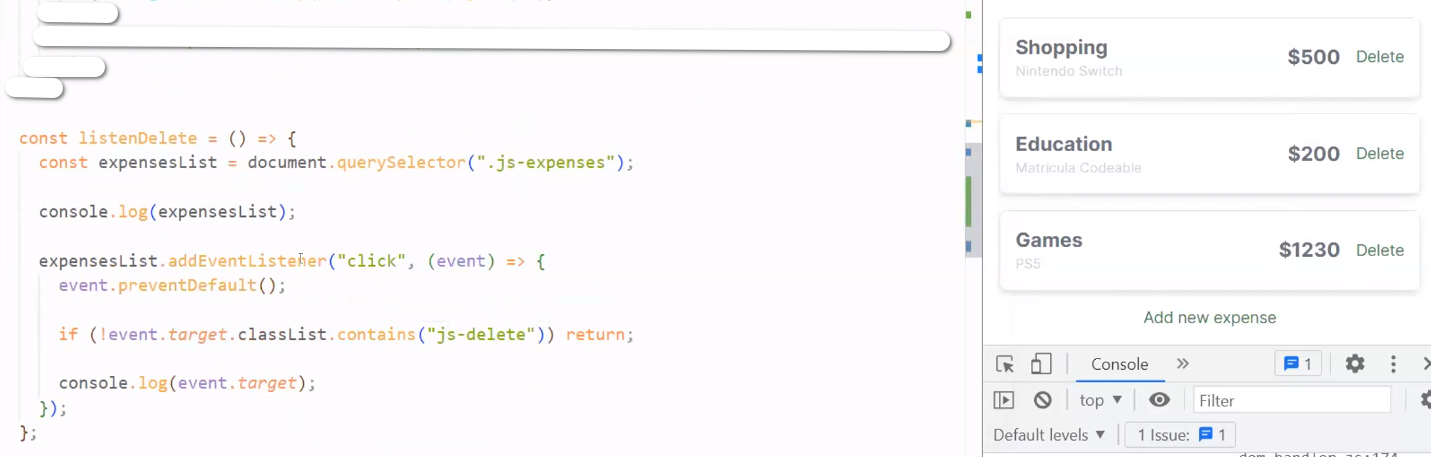 const listenDelete = () => {
const expensesList = document.querySelector(".js-expenses");
console.log(expensesList);
expensesList.addEventListener("click", (event) => {
event.preventDefault();
if (!event.target.classList.contains("js-delete")) return;
console.log(event.target);
});
};
Shopping
Nintendo Switch
$500 Delete
Education
Matricula Codeable
$200 Delete
Games
PS5
$1230 Delete
Add new expense
Console
1
top
Filter
Default levels
1 Issue: 1